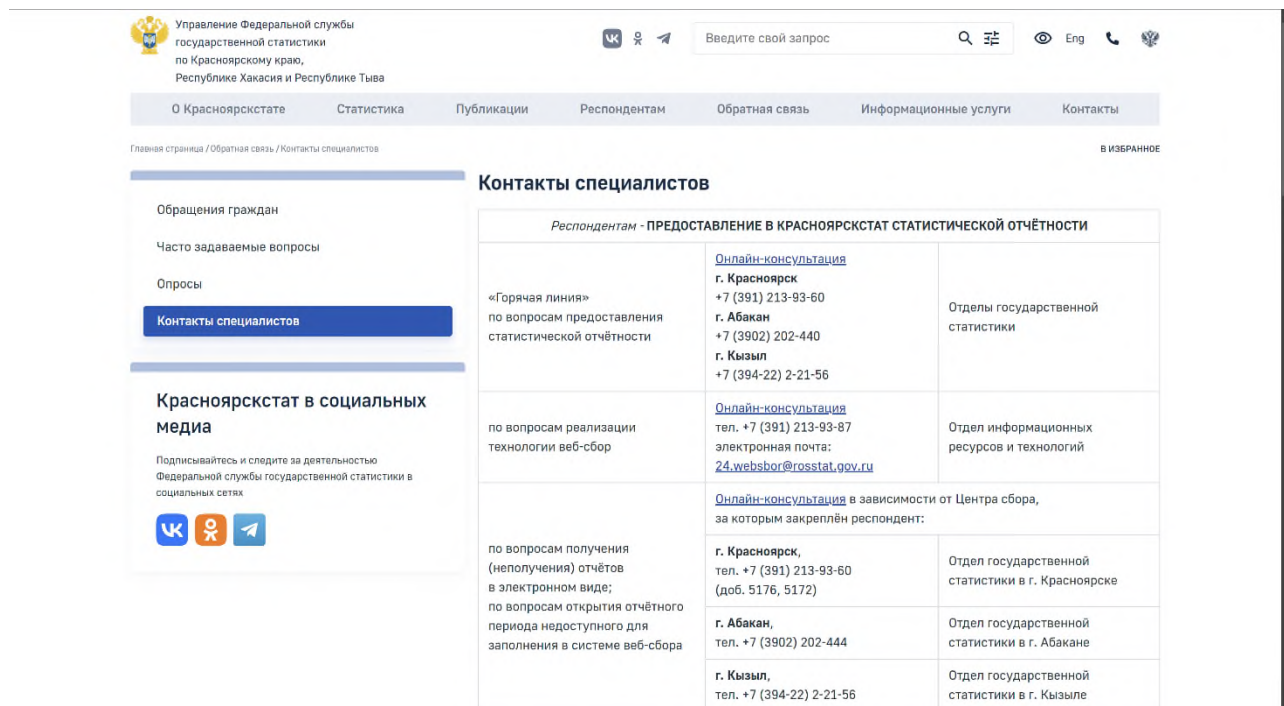 Управление Федеральной службы
государственной статистики
по Красноярскому краю,
Республике Хакасия и Республике Тыва
Введите свой запрос
Eng
О Красноярскстате Статистика Публикации Респондентам Обратная связь Информационные услуги Контакты
Главная страница / Обратная связь / Контакты специалистов
В ИЗБРАННОЕ
Обращения граждан
Часто задаваемые вопросы
Опросы
Контакты специалистов
Красноярскстат в социальных
медиа
Подписывайтесь и следите за деятельностью
Федеральной службы государственной статистики в
социальных сетях
Контакты специалистов
Респондентам - ПРЕДОСТАВЛЕНИЕ В КРАСНОЯРСКСТАТ СТАТИСТИЧЕСКОЙ ОТЧЁТНОСТИ
«Горячая линия»
по вопросам предоставления
статистической отчётности
Онлайн-консультация
г. Красноярск
+7 (391) 213-93-60
г. Абакан
+7 (3902) 202-440
г. Кызыл
+7 (394-22) 2-21-56
Отделы государственной
статистики
по вопросам реализации
технологии веб-сбор
Онлайн-консультация
тел. +7 (391) 213-93-87
электронная почта:
24.websbor@rosstat.gov.ru
Отдел информационных
ресурсов и технологий
по вопросам получения
(неполучения) отчётов
в электронном виде;
по вопросам открытия отчётного
периода недоступного для
заполнения в системе веб-сбора
Онлайн-консультация в зависимости от Центра сбора,
за которым закреплён респондент:
г. Красноярск,
тел. +7 (391) 213-93-60
(доб. 5176, 5172)
Отдел государственной
статистики в г. Красноярске
г. Абакан,
тел. +7 (3902) 202-444
Отдел государственной
статистики в г. Абакане
г. Кызыл,
тел. +7 (394-22) 2-21-56
Отдел государственной
статистики в г. Кызыле